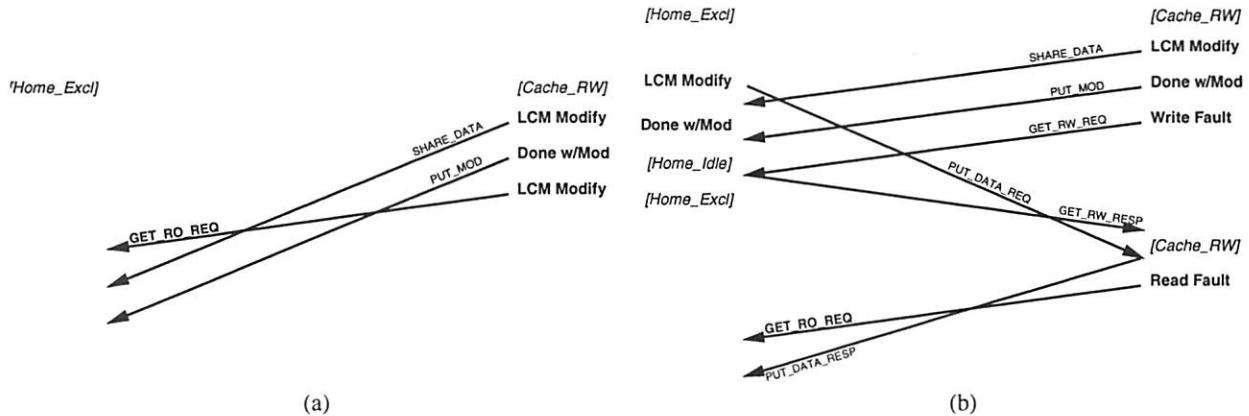 [Home_Excl]
[Cache_RW]
LCM Modify
SHARE_DATA
Done w/Mod
PUT_MOD
LCM Modify
GET_RO_REQ
(a)
[Home_Excl]
[Cache_RW]
LCM Modify
SHARE_DATA
LCM Modify
Done w/Mod
PUT_MOD
Done w/Mod
Write Fault
GET_RW_REQ
[Home_Idle]
PUT_DATA_REQ
[Home_Excl]
GET_RW_RESP
[Cache_RW]
Read Fault
GET_RO_REQ
PUT_DATA_RESP
(b)